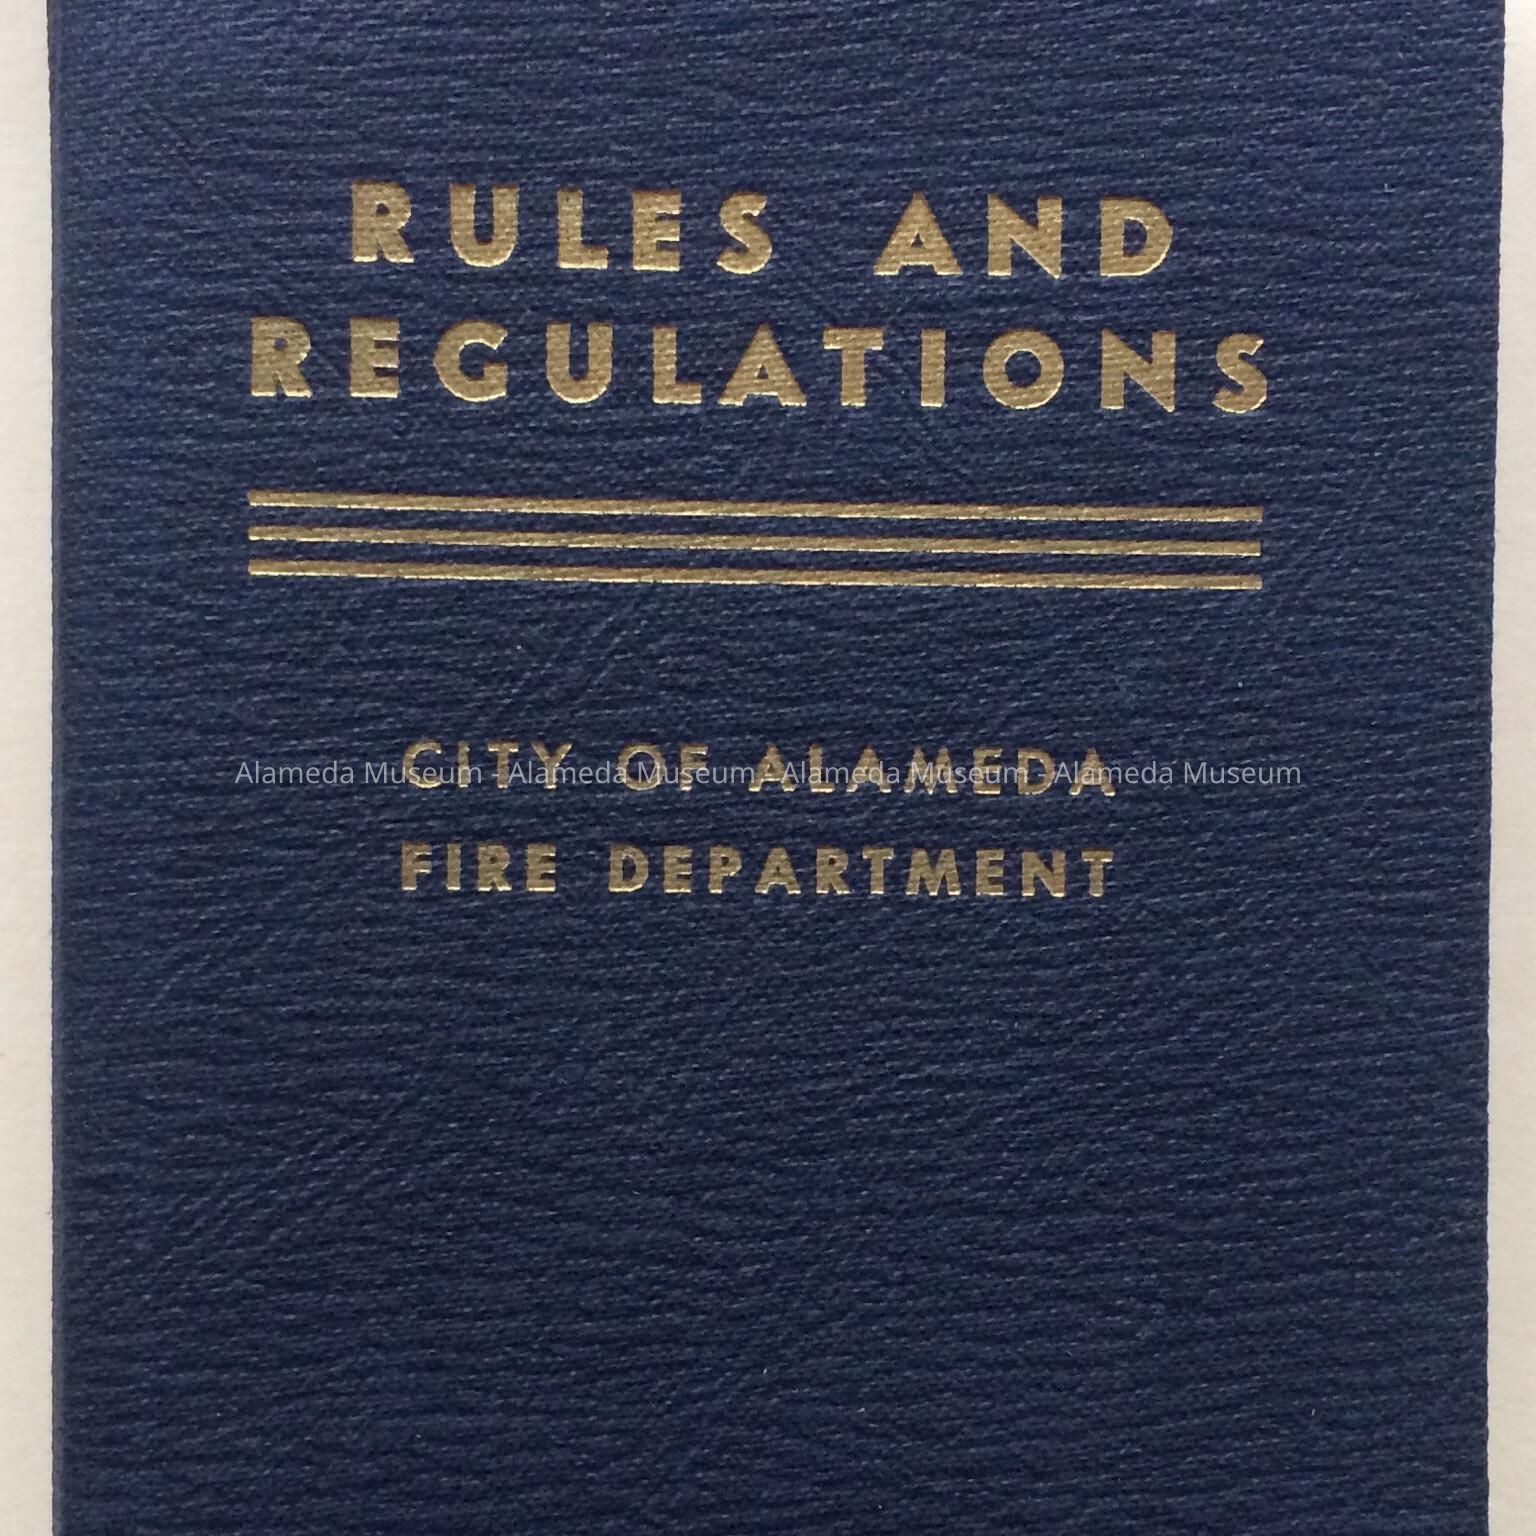 RULES AND
REGULATIONS
CITY OF ALAMEDA
Alameda Museum - Alameda Museum - Alameda Museum - Alameda Museum
FIRE DEPARTMENT